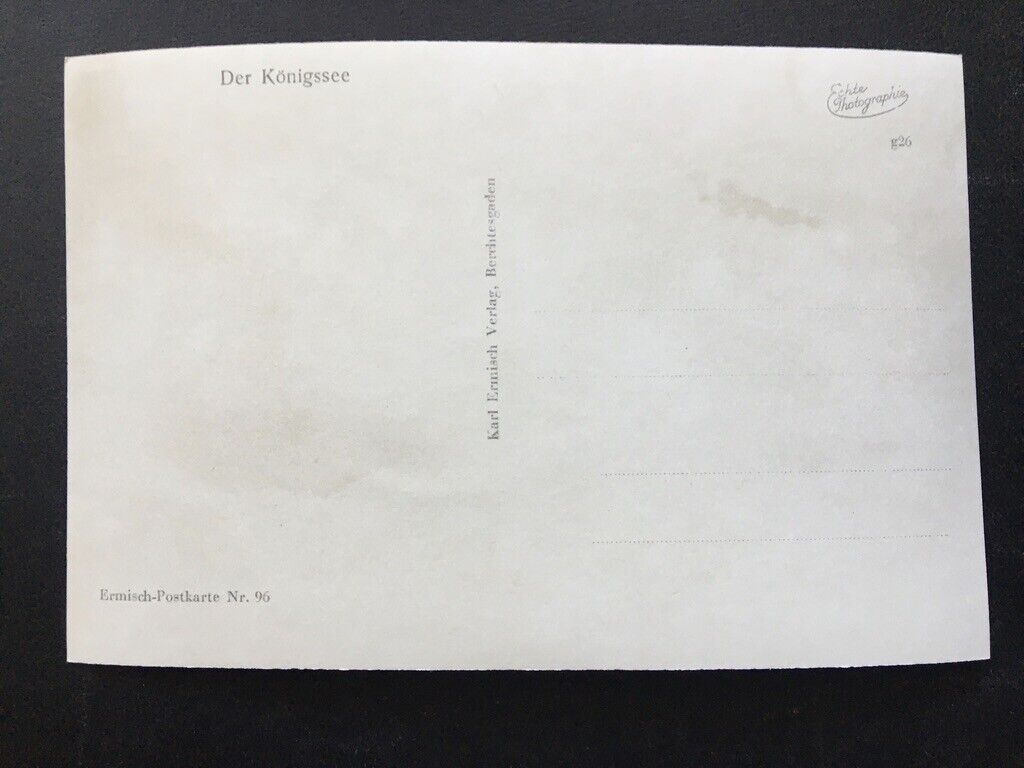 Der Königssee
Echte
Photographie
g26
Karl Ermisch Verlag, Berchtesgaden
Ermisch-Postkarte Nr. 96